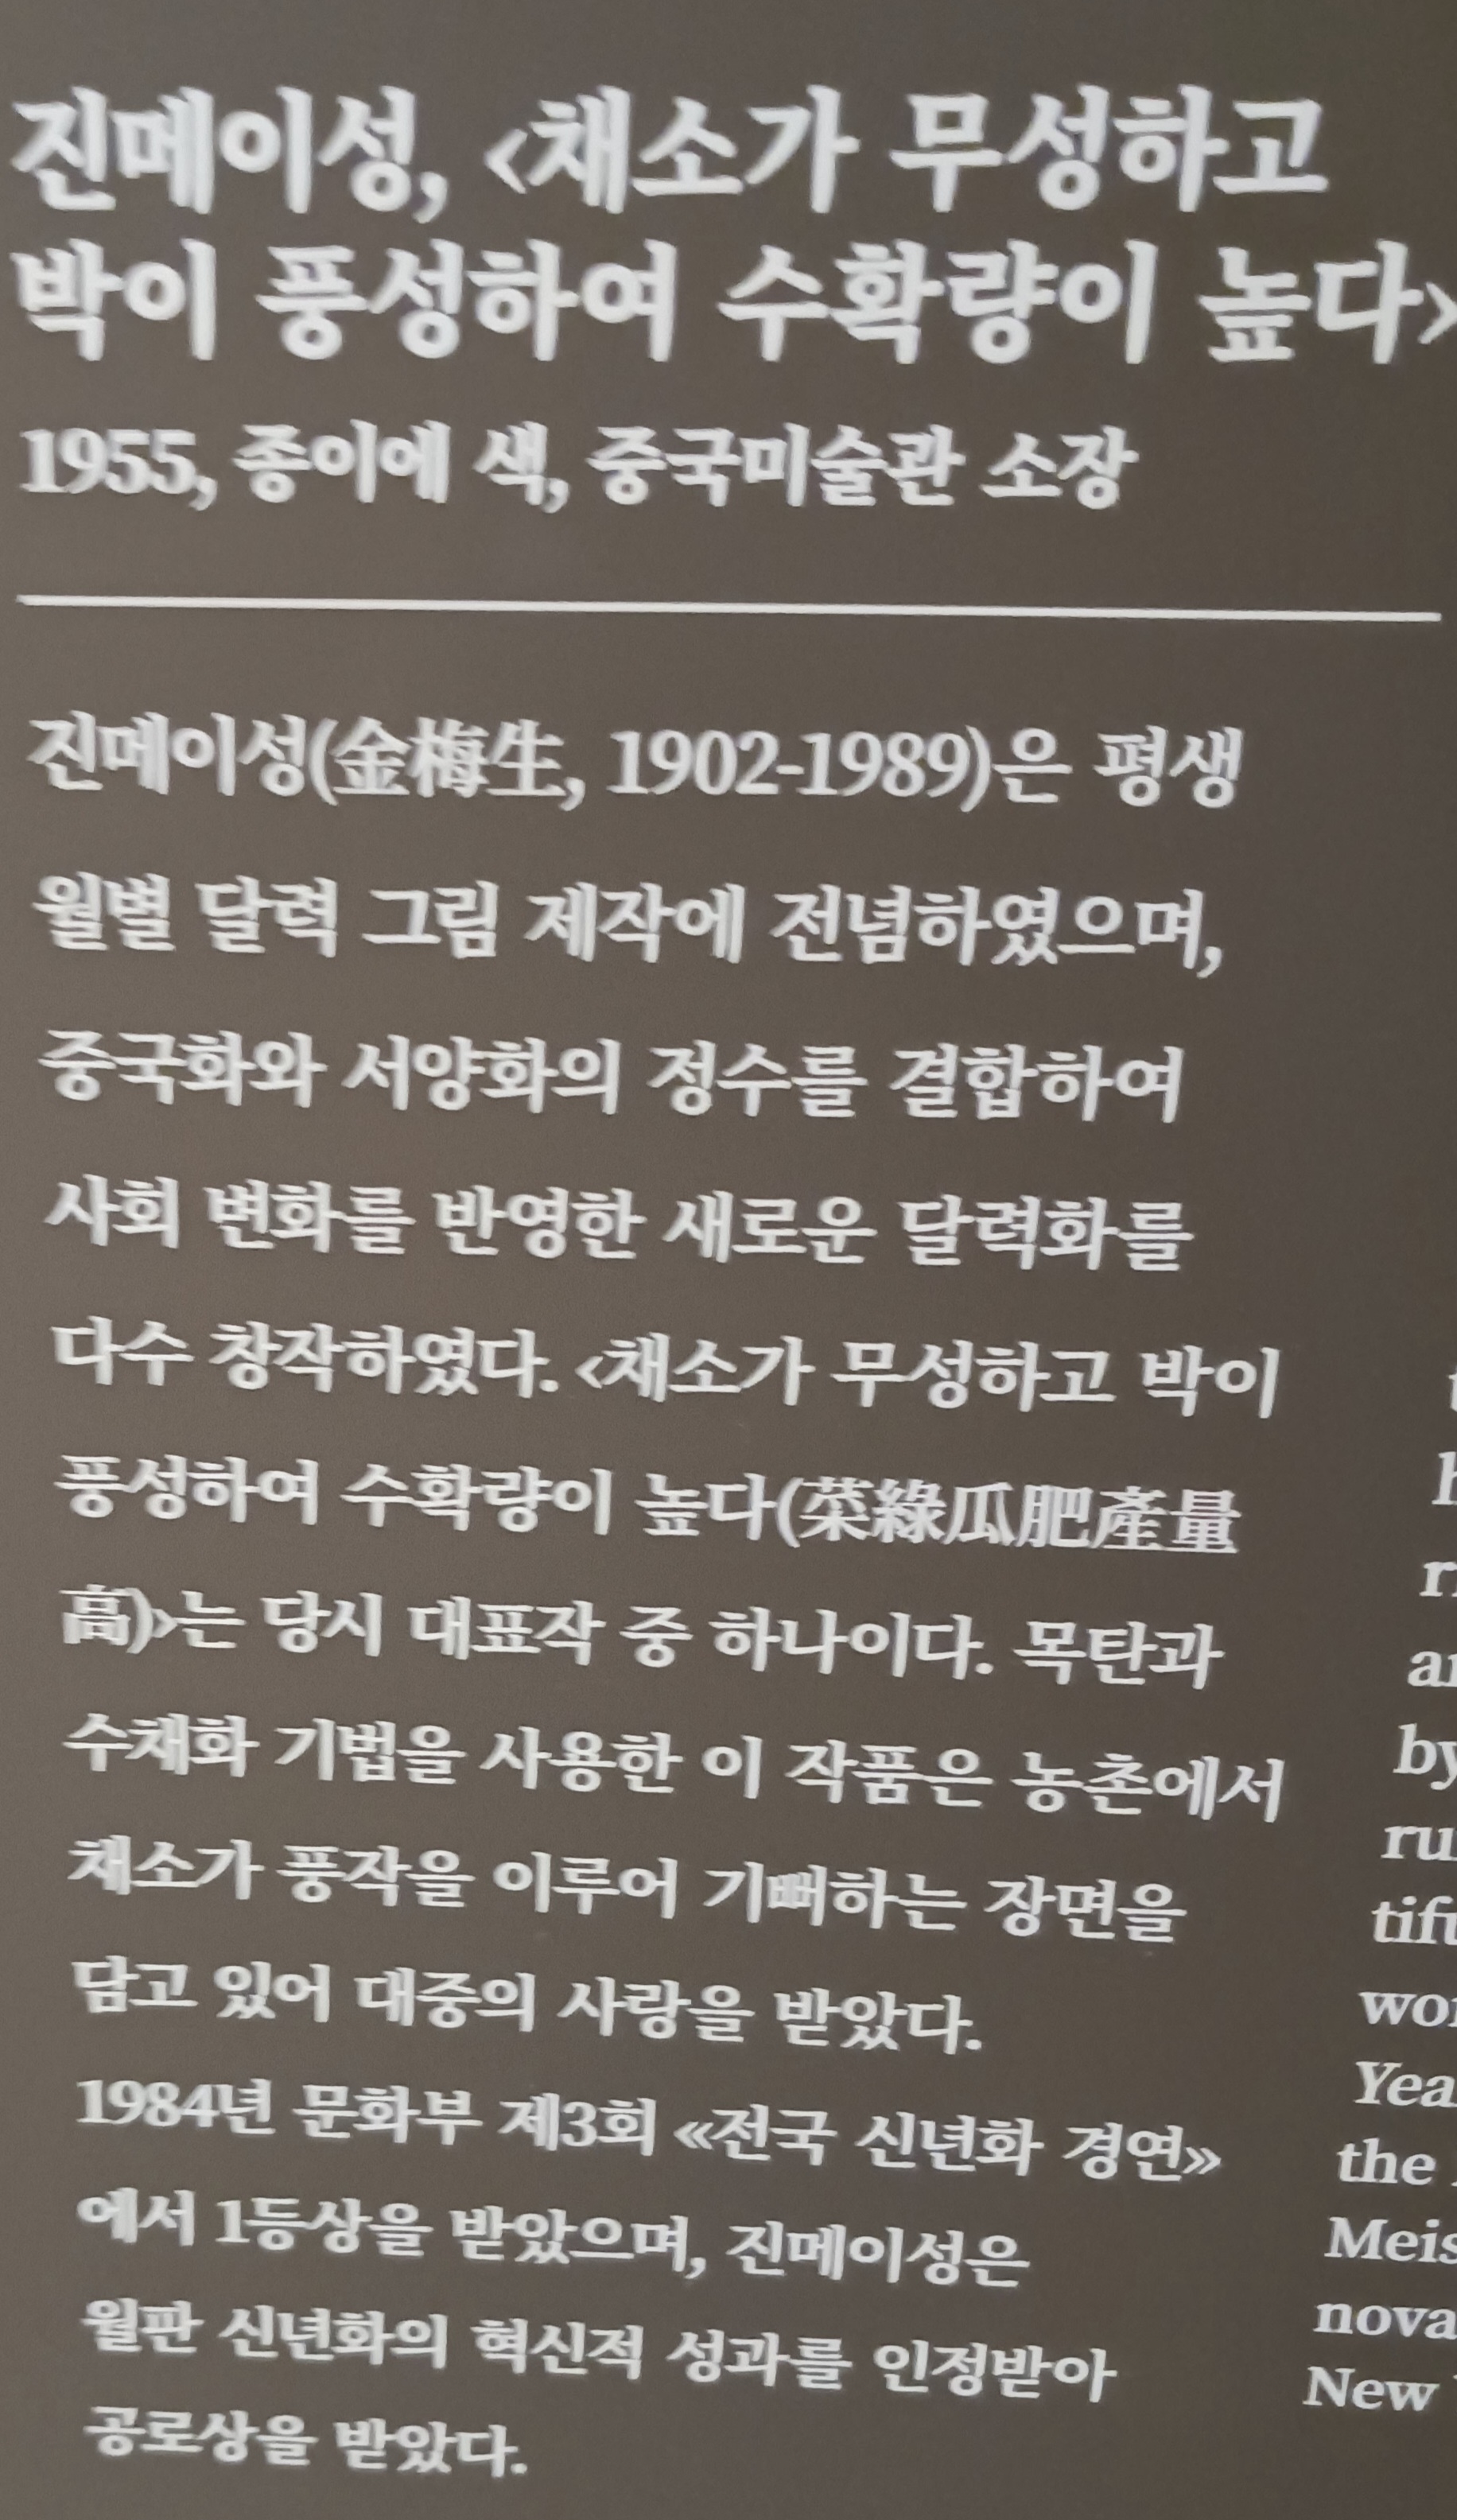 진메이성, <채소가 무성하고
박이 풍성하여 수확량이 높다>
1955, 종이에 색, 중국미술관 소장
진메이성(金梅生, 1902-1989)은 평생
월별 달력 그림 제작에 전념하였으며,
중국화와 서양화의 정수를 결합하여
사회 변화를 반영한 새로운 달력화를
다수 창작하였다. <채소가 무성하고 박이
풍성하여 수확량이 높다(菜綠瓜肥產量
高)>는 당시 대표작 중 하나이다. 목탄과
수채화 기법을 사용한 이 작품은 농촌에서
채소가 풍작을 이루어 기뻐하는 장면을
담고 있어 대중의 사랑을 받았다.
1984년 문화부 제3회 «전국 신년화 경연»
에서 1등상을 받았으며, 진메이성은
월판 신년화의 혁신적 성과를 인정받아
공로상을 받았다.
by
the
New